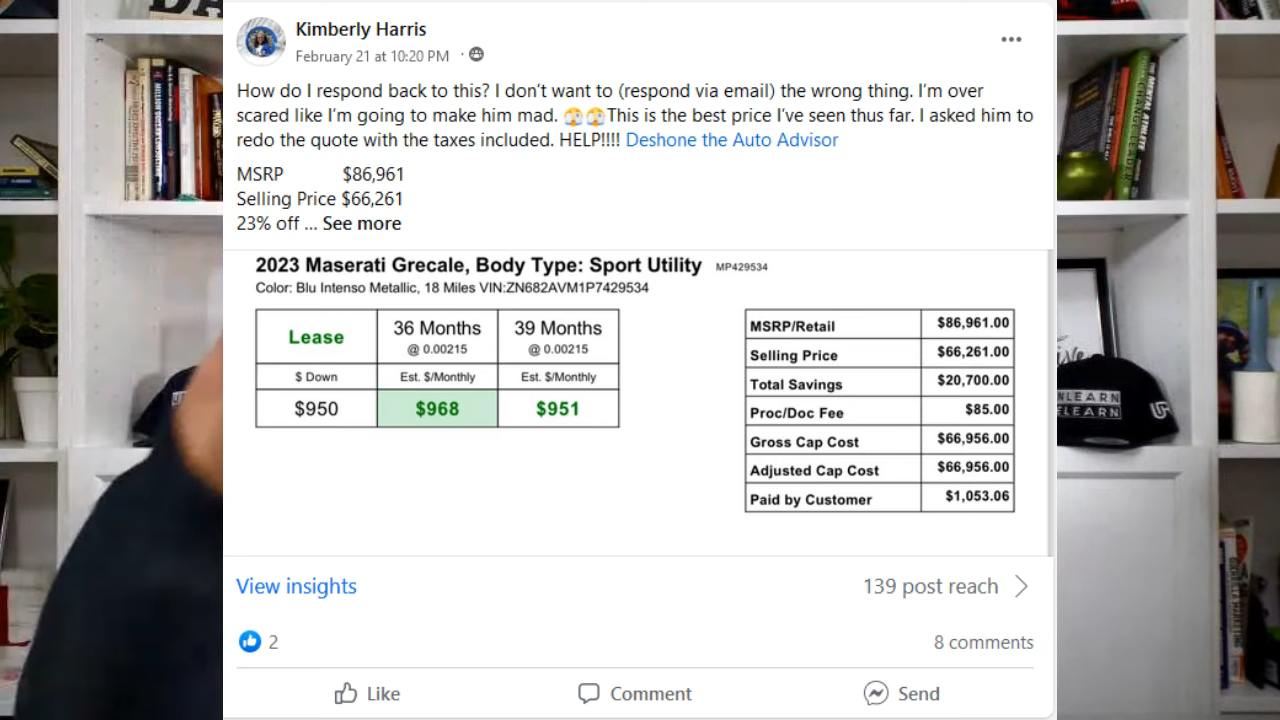 Kimberly Harris
February 21 at 10:20 PM ·
How do I respond back to this? I don't want to (respond via email) the wrong thing. I'm over
scared like I'm going to make him mad. 😱😱This is the best price I've seen thus far. I asked him to
redo the quote with the taxes included. HELP!!!! Deshone the Auto Advisor
MSRP $86,961
Selling Price $66,261
23% off ... See more
2023 Maserati Grecale, Body Type: Sport Utility MP429534
Color: Blu Intenso Metallic, 18 Miles VIN:ZN682AVM1P7429534
Lease 36 Months 39 Months
@ 0.00215 @ 0.00215
$ Down Est. $/Monthly Est. $/Monthly
$950 $968 $951
MSRP/Retail $86,961.00
Selling Price $66,261.00
Total Savings $20,700.00
Proc/Doc Fee $85.00
Gross Cap Cost $66,956.00
Adjusted Cap Cost $66,956.00
Paid by Customer $1,053.06
View insights 139 post reach
2 8 comments
Like Comment Send